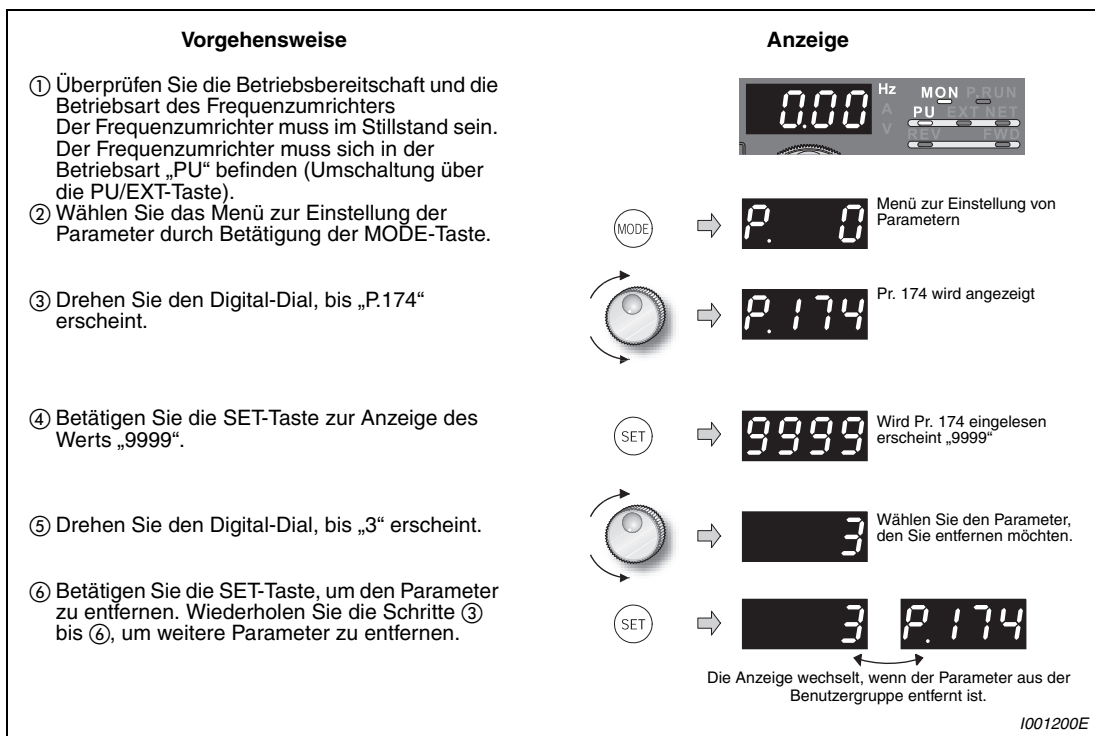 Vorgehensweise
Anzeige
① Überprüfen Sie die Betriebsbereitschaft und die
Betriebsart des Frequenzumrichters
Der Frequenzumrichter muss im Stillstand sein.
Der Frequenzumrichter muss sich in der
Betriebsart „PU“ befinden (Umschaltung über
die PU/EXT-Taste).
0.00
Hz
A
V
MON P.RUN
PU EXT NET
REV FWD
② Wählen Sie das Menü zur Einstellung der
Parameter durch Betätigung der MODE-Taste.
MODE
P. 0
Menü zur Einstellung von
Parametern
③ Drehen Sie den Digital-Dial, bis „P.174“
erscheint.
P.174
Pr. 174 wird angezeigt
④ Betätigen Sie die SET-Taste zur Anzeige des
Werts „9999“.
SET
9999
Wird Pr. 174 eingelesen
erscheint „9999“
⑤ Drehen Sie den Digital-Dial, bis „3“ erscheint.
3
Wählen Sie den Parameter,
den Sie entfernen möchten.
⑥ Betätigen Sie die SET-Taste, um den Parameter
zu entfernen. Wiederholen Sie die Schritte ③
bis ⑥, um weitere Parameter zu entfernen.
SET
3
P.174
Die Anzeige wechselt, wenn der Parameter aus der
Benutzergruppe entfernt ist.
I001200E